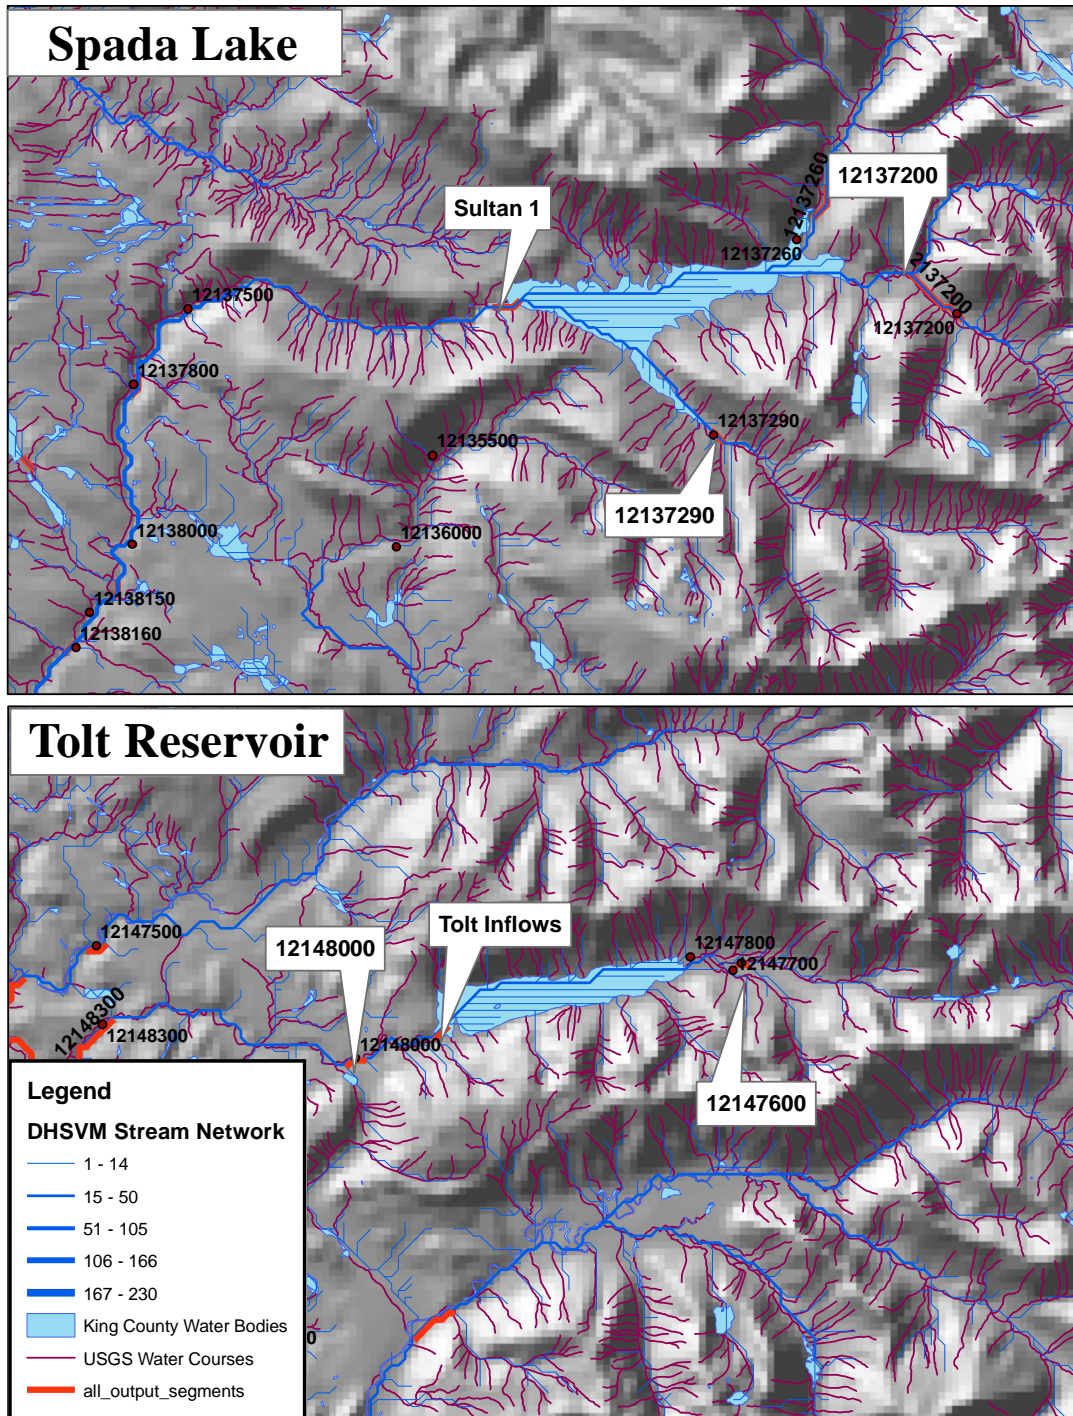 Spada Lake
12137200
12137260
Sultan 1
12137260
12137200
12137500
12137200
12137800
12137290
12135500
12137290
12136000
12138000
12138150
12138160
Tolt Reservoir
Tolt Inflows
12147500
12148000
12147800
12147700
12148300
12148300
12148000
12147600
Legend
DHSVM Stream Network
1 - 14
15 - 50
51 - 105
106 - 166
167 - 230
King County Water Bodies
USGS Water Courses
all_output_segments
0